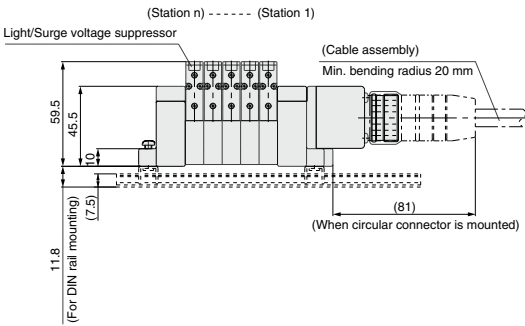 (Station n) ------ (Station 1)
Light/Surge voltage suppressor
(Cable assembly)
Min. bending radius 20 mm
59.5
45.5
10
(7.5)
11.8
(For DIN rail mounting)
(81)
(When circular connector is mounted)